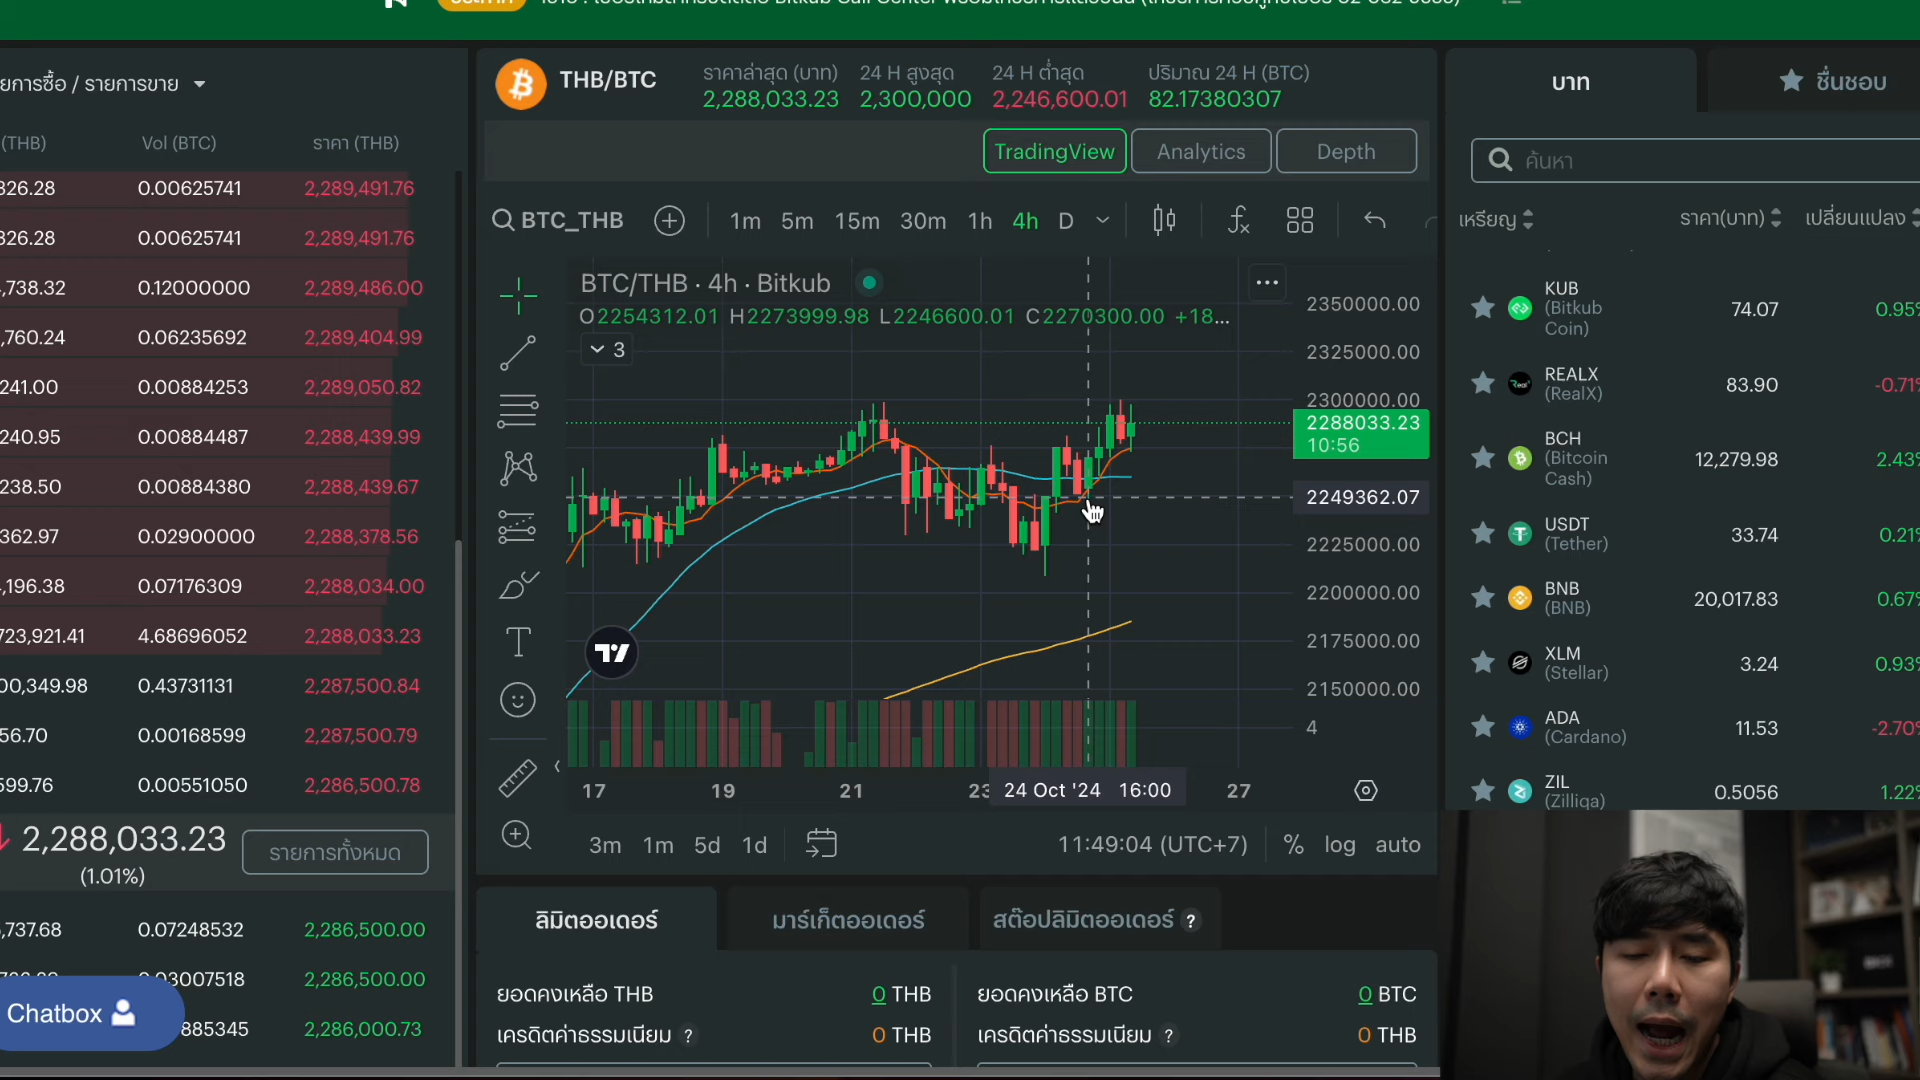 Bitkub Call Center
รายการขาย
(THB) Vol (BTC) ราคา (THB)
326.28 0.00625741 2,289,491.76
326.28 0.00625741 2,289,491.76
,738.32 0.12000000 2,289,486.00
,760.24 0.06235692 2,289,404.99
241.00 0.00884253 2,289,050.82
240.95 0.00884487 2,288,439.99
238.50 0.00884380 2,288,439.67
362.97 0.02900000 2,288,378.56
,196.38 0.07176309 2,288,034.00
723,921.41 4.68696052 2,288,033.23
00,349.98 0.43731131 2,287,500.84
56.70 0.00168599 2,287,500.79
599.76 0.00551050 2,286,500.78
2,288,033.23
(1.01%)
รายการทั้งหมด
,737.68 0.07248532 2,286,500.00
03007518 2,286,500.00
885345 2,286,000.73
Chatbox
THB/BTC
ราคาล่าสุด (บาท) 24 H สูงสุด 24 H ต่ำสุด ปริมาณ 24 H (BTC)
2,288,033.23 2,300,000 2,246,600.01 82.17380307
TradingView Analytics Depth
BTC_THB 1m 5m 15m 30m 1h 4h D
BTC/THB · 4h · Bitkub
O2254312.01 H2273999.98 L2246600.01 C2270300.00 +18...
3
2350000.00
2325000.00
2300000.00
2288033.23
10:56
2249362.07
2225000.00
2200000.00
2175000.00
2150000.00
4
17 19 21 23 24 Oct '24 16:00 27
3m 1m 5d 1d 11:49:04 (UTC+7) % log auto
ลิมิตออเดอร์ มาร์เก็ตออเดอร์ สต๊อปลิมิตออเดอร์ ?
ยอดคงเหลือ THB 0 THB
เครดิตค่าธรรมเนียม ? 0 THB
ยอดคงเหลือ BTC 0 BTC
เครดิตค่าธรรมเนียม ? 0 THB
บาท ชื่นชอบ
ค้นหา
เหรียญ ราคา(บาท) เปลี่ยนแปลง
KUB
(Bitkub
Coin)
74.07 0.95%
REALX
(RealX)
83.90 -0.71%
BCH
(Bitcoin
Cash)
12,279.98 2.43%
USDT
(Tether)
33.74 0.21%
BNB
(BNB)
20,017.83 0.67%
XLM
(Stellar)
3.24 0.93%
ADA
(Cardano)
11.53 -2.70%
ZIL
(Zilliqa)
0.5056 1.22%